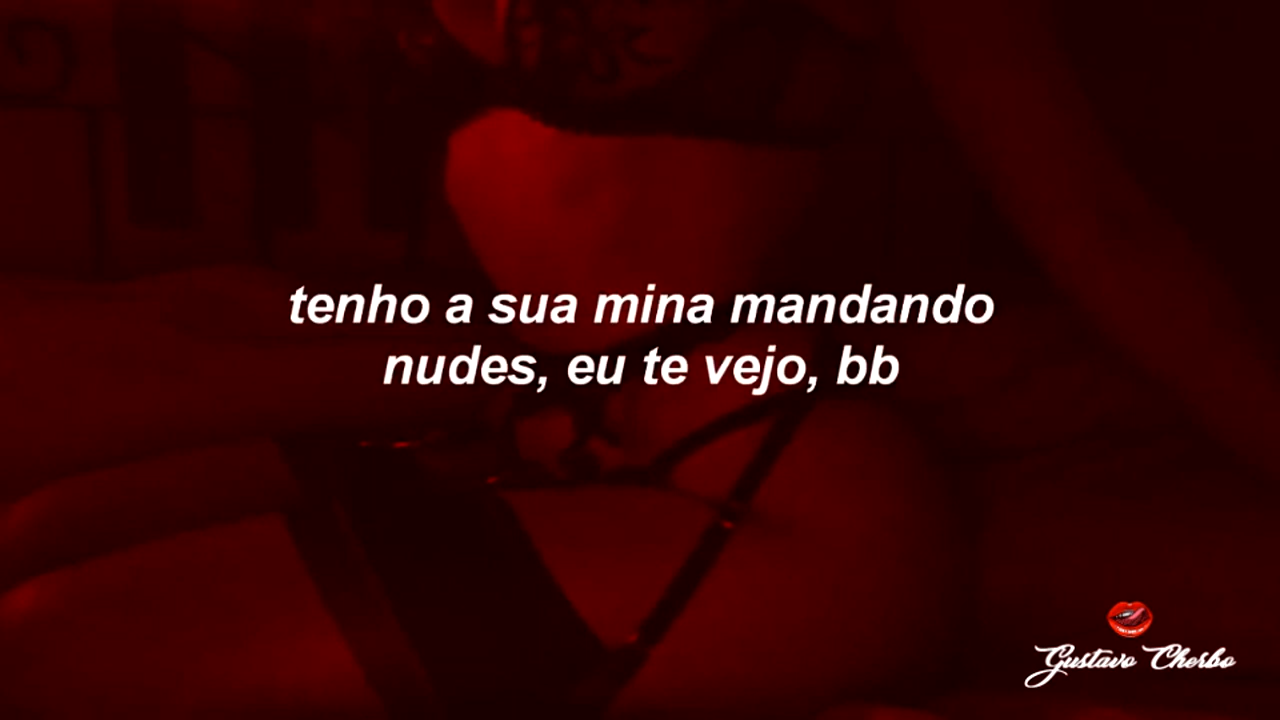 tenho a sua mina mandando
nudes, eu te vejo, bb
Gustavo Cherbo